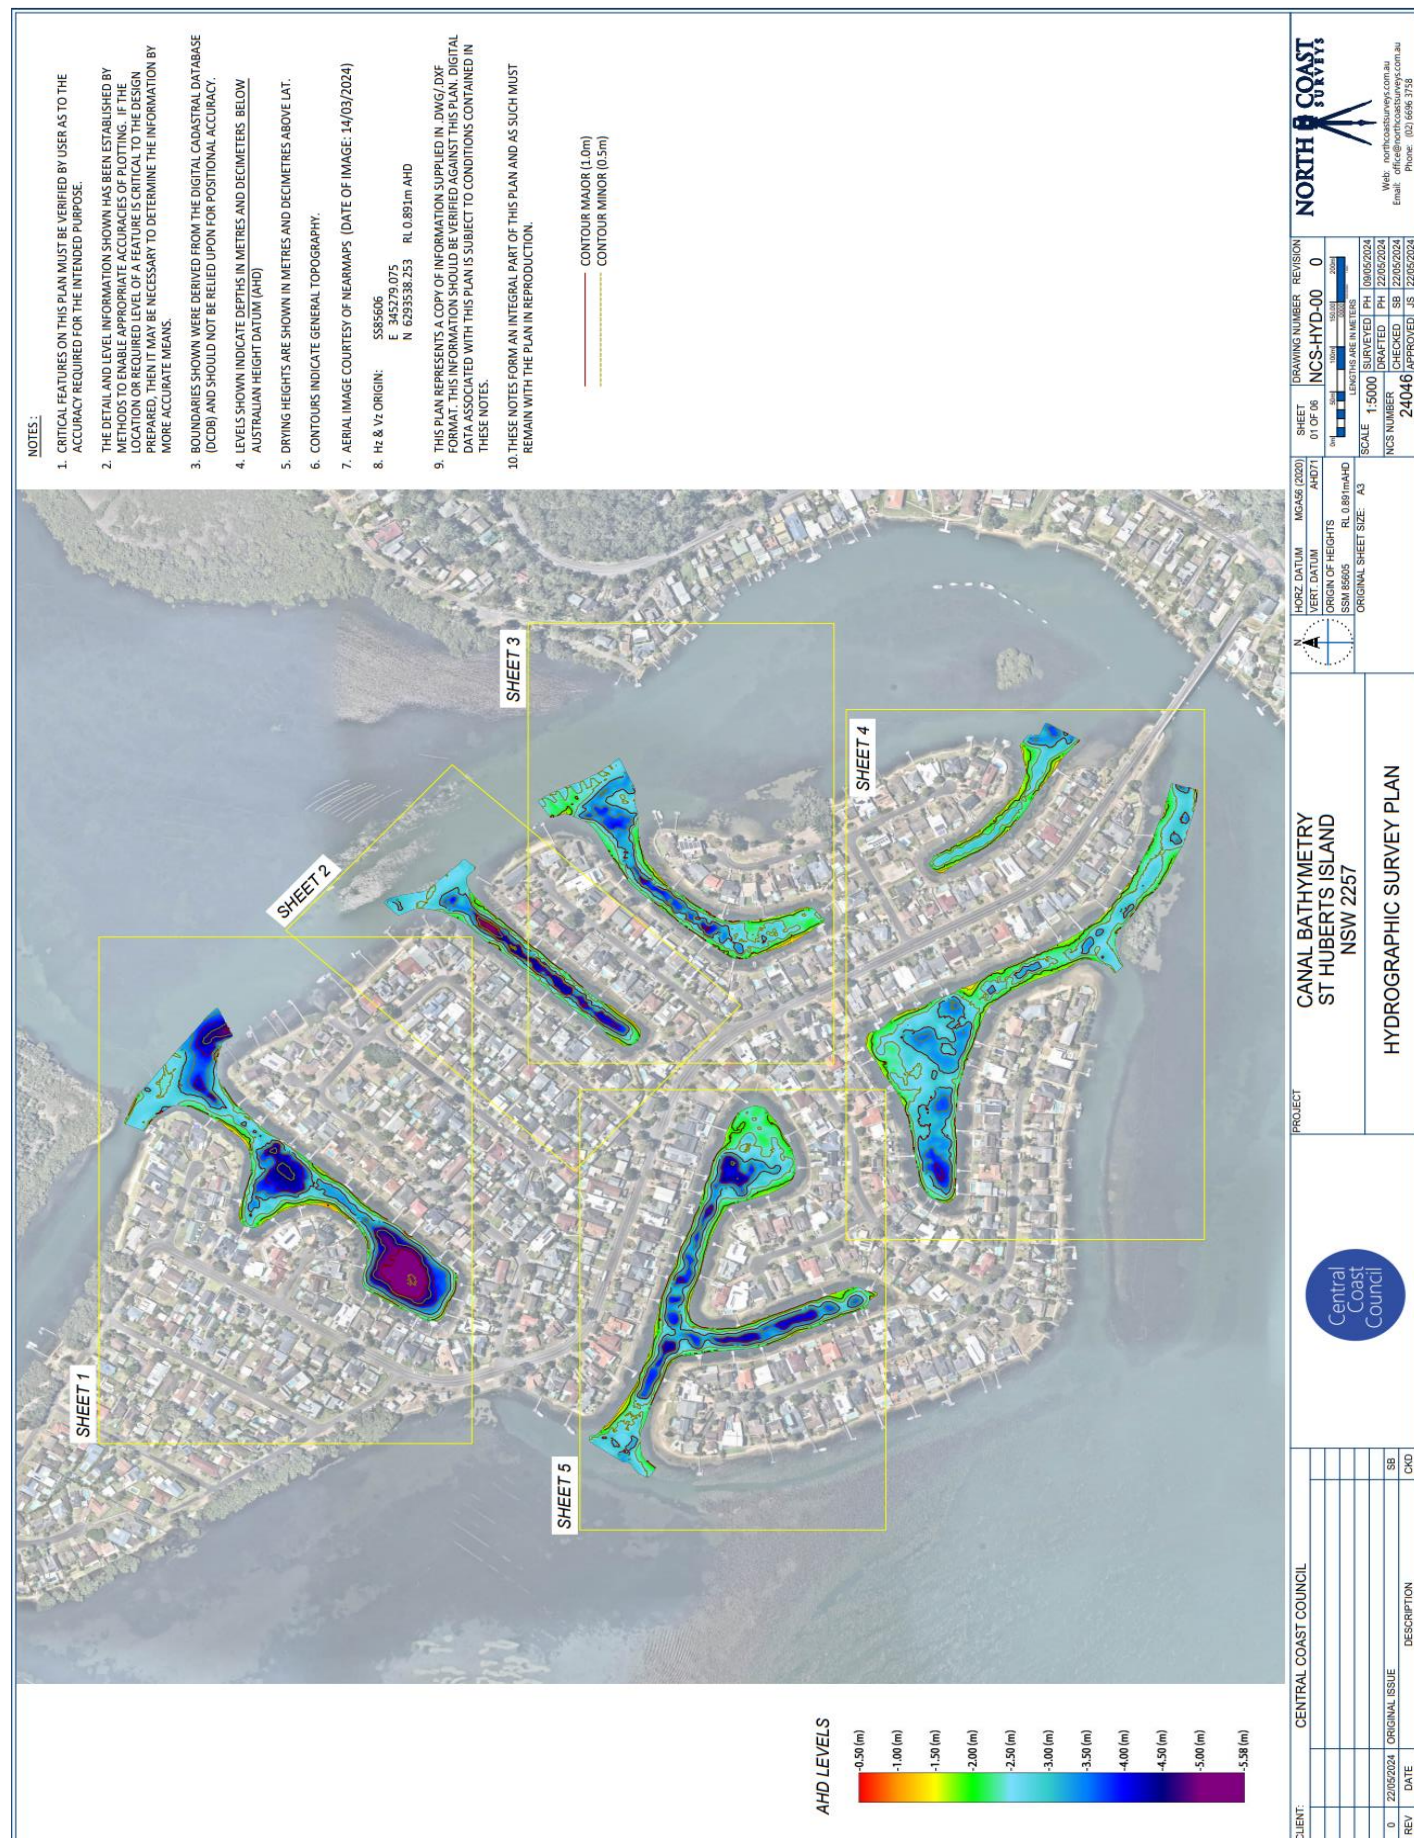 NOTES :
1. CRITICAL FEATURES ON THIS PLAN MUST BE VERIFIED BY USER AS TO THE
ACCURACY REQUIRED FOR THE INTENDED PURPOSE.
2. THE DETAIL AND LEVEL INFORMATION SHOWN HAS BEEN ESTABLISHED BY
METHODS TO ENABLE APPROPRIATE ACCURACIES OF PLOTTING. IF THE
LOCATION OR REQUIRED LEVEL OF A FEATURE IS CRITICAL TO THE DESIGN
PREPARED, THEN IT MAY BE NECESSARY TO DETERMINE THE INFORMATION BY
MORE ACCURATE MEANS.
3. BOUNDARIES SHOWN WERE DERIVED FROM THE DIGITAL CADASTRAL DATABASE
(DCDB) AND SHOULD NOT BE RELIED UPON FOR POSITIONAL ACCURACY.
4. LEVELS SHOWN INDICATE DEPTHS IN METRES AND DECIMETERS BELOW
AUSTRALIAN HEIGHT DATUM (AHD)
5. DRYING HEIGHTS ARE SHOWN IN METRES AND DECIMETRES ABOVE LAT.
6. CONTOURS INDICATE GENERAL TOPOGRAPHY.
7. AERIAL IMAGE COURTESY OF NEARMAPS (DATE OF IMAGE: 14/03/2024)
8. Hz & Vz ORIGIN: SS85606
E 345279.075
N 6293538.253 RL 0.891m AHD
9. THIS PLAN REPRESENTS A COPY OF INFORMATION SUPPLIED IN .DWG/.DXF
FORMAT. THIS INFORMATION SHOULD BE VERIFIED AGAINST THIS PLAN. DIGITAL
DATA ASSOCIATED WITH THIS PLAN IS SUBJECT TO CONDITIONS CONTAINED IN
THESE NOTES.
10.THESE NOTES FORM AN INTEGRAL PART OF THIS PLAN AND AS SUCH MUST
REMAIN WITH THE PLAN IN REPRODUCTION.
CONTOUR MAJOR (1.0m)
CONTOUR MINOR (0.5m)
SHEET 1
SHEET 2
SHEET 3
SHEET 4
SHEET 5
AHD LEVELS
-0.50 (m)
-1.00 (m)
-1.50 (m)
-2.00 (m)
-2.50 (m)
-3.00 (m)
-3.50 (m)
-4.00 (m)
-4.50 (m)
-5.00 (m)
-5.58 (m)
CLIENT:
CENTRAL COAST COUNCIL
0 22/05/2024 ORIGINAL ISSUE SB
REV DATE DESCRIPTION CKD
Central
Coast
Council
PROJECT
CANAL BATHYMETRY
ST HUBERTS ISLAND
NSW 2257
HYDROGRAPHIC SURVEY PLAN
N
HORZ. DATUM MGA56 (2020)
VERT. DATUM AHD71
ORIGIN OF HEIGHTS
SSM 85605 RL 0.891mAHD
ORIGINAL SHEET SIZE: A3
SHEET DRAWING NUMBER REVISION
01 OF 06 NCS-HYD-00 0
0m 50m 100m 150.00 200m
LENGTHS ARE IN METERS
SCALE
1:5000
NCS NUMBER
24046
SURVEYED PH 09/05/2024
DRAFTED PH 22/05/2024
CHECKED SB 22/05/2024
APPROVED JS 22/05/2024
NORTH COAST
SURVEYS
Web: northcoastsurveys.com.au
Email: office@northcoastsurveys.com.au
Phone: (02) 6696 3758